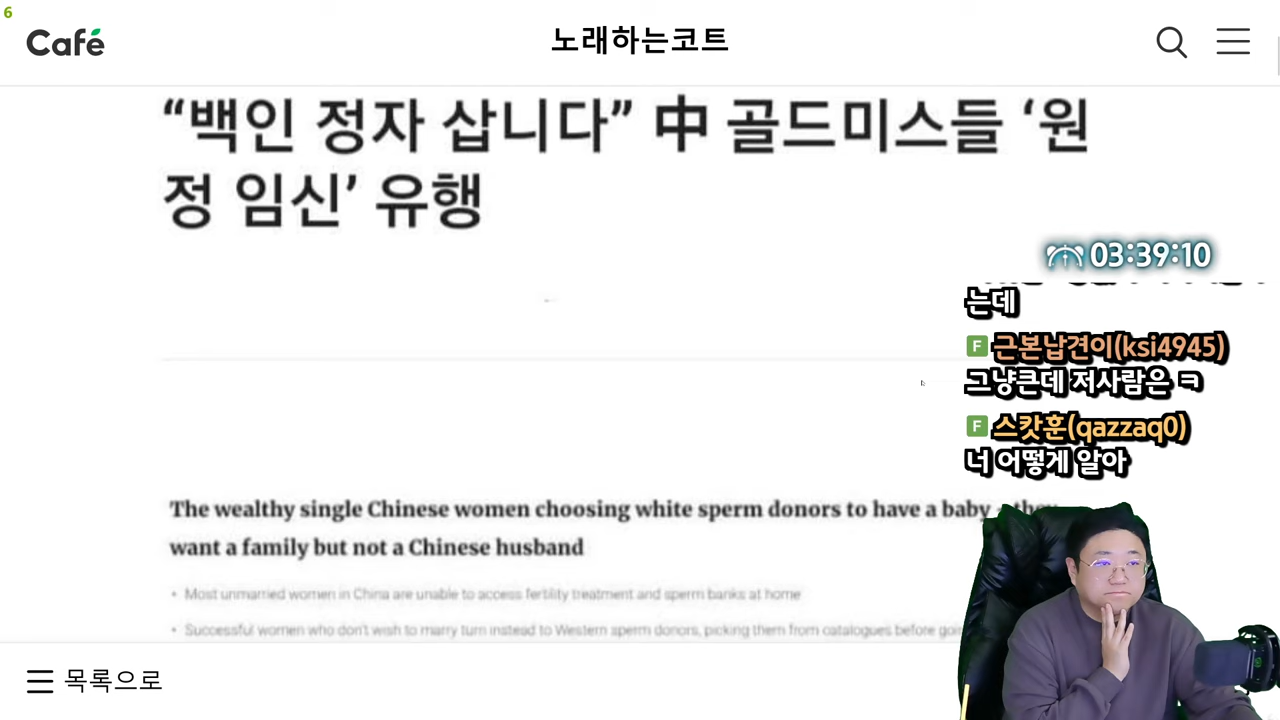 6
Café
노래하는코트
“백인 정자 삽니다” 中 골드미스들 ‘원
정 임신’ 유행
03:39:10
는데
F 근본납견이(ksi4945)
그냥큰데 저사람은 ㅋ
F 스캇훈(qazzaq0)
너 어떻게 알아
The wealthy single Chinese women choosing white sperm donors to have a baby - they
want a family but not a Chinese husband
• Most unmarried women in China are unable to access fertility treatment and sperm banks at home
• Successful women who don't wish to marry turn instead to Western sperm donors, picking them from catalogues before
목록으로